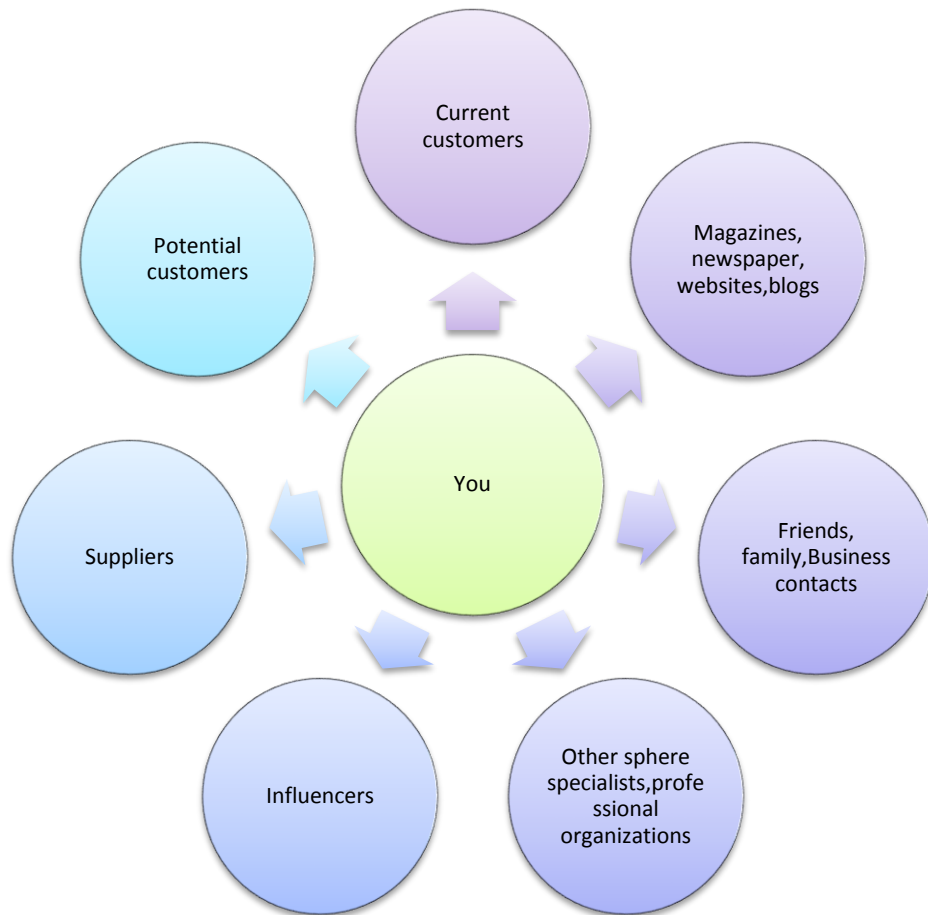 Current
customers
Magazines,
newspaper,
websites,blogs
Friends,
family,Business
contacts
Other sphere
specialists,profe
ssional
organizations
Influencers
Suppliers
Potential
customers
You